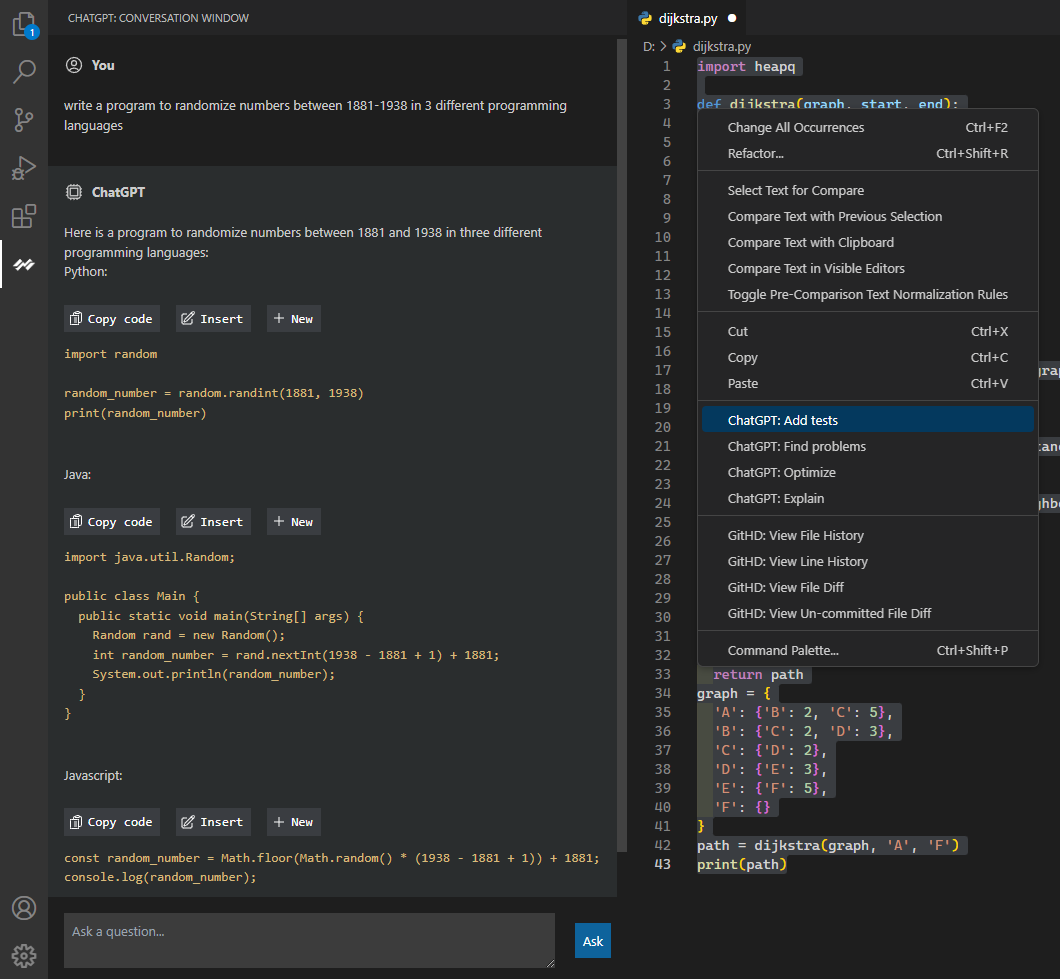 CHATGPT: CONVERSATION WINDOW
1
You
write a program to randomize numbers between 1881-1938 in 3 different programming
languages
ChatGPT
Here is a program to randomize numbers between 1881 and 1938 in three different
programming languages:
Python:
Copy code Insert + New
import random
random_number = random.randint(1881, 1938)
print(random_number)
Java:
Copy code Insert + New
import java.util.Random;
public class Main {
public static void main(String[] args) {
Random rand = new Random();
int random_number = rand.nextInt(1938 - 1881 + 1) + 1881;
System.out.println(random_number);
}
}
Javascript:
Copy code Insert + New
const random_number = Math.floor(Math.random() * (1938 - 1881 + 1)) + 1881;
console.log(random_number);
Ask a question...
Ask
dijkstra.py
D: > dijkstra.py
1 import heapq
2
3 def dijkstra(graph, start, end):
4
5
6
7
8
9
10
11
12
13
14
15
16
17
18
19
20
21
22
23
24
25
26
27
28
29
30
31
32
33 return path
34 graph = {
35 'A': {'B': 2, 'C': 5},
36 'B': {'C': 2, 'D': 3},
37 'C': {'D': 2},
38 'D': {'E': 3},
39 'E': {'F': 5},
40 'F': {}
41 }
42 path = dijkstra(graph, 'A', 'F')
43 print(path)
Change All Occurrences Ctrl+F2
Refactor... Ctrl+Shift+R
Select Text for Compare
Compare Text with Previous Selection
Compare Text with Clipboard
Compare Text in Visible Editors
Toggle Pre-Comparison Text Normalization Rules
Cut Ctrl+X
Copy Ctrl+C
Paste Ctrl+V
ChatGPT: Add tests
ChatGPT: Find problems
ChatGPT: Optimize
ChatGPT: Explain
GitHD: View File History
GitHD: View Line History
GitHD: View File Diff
GitHD: View Un-committed File Diff
Command Palette... Ctrl+Shift+P